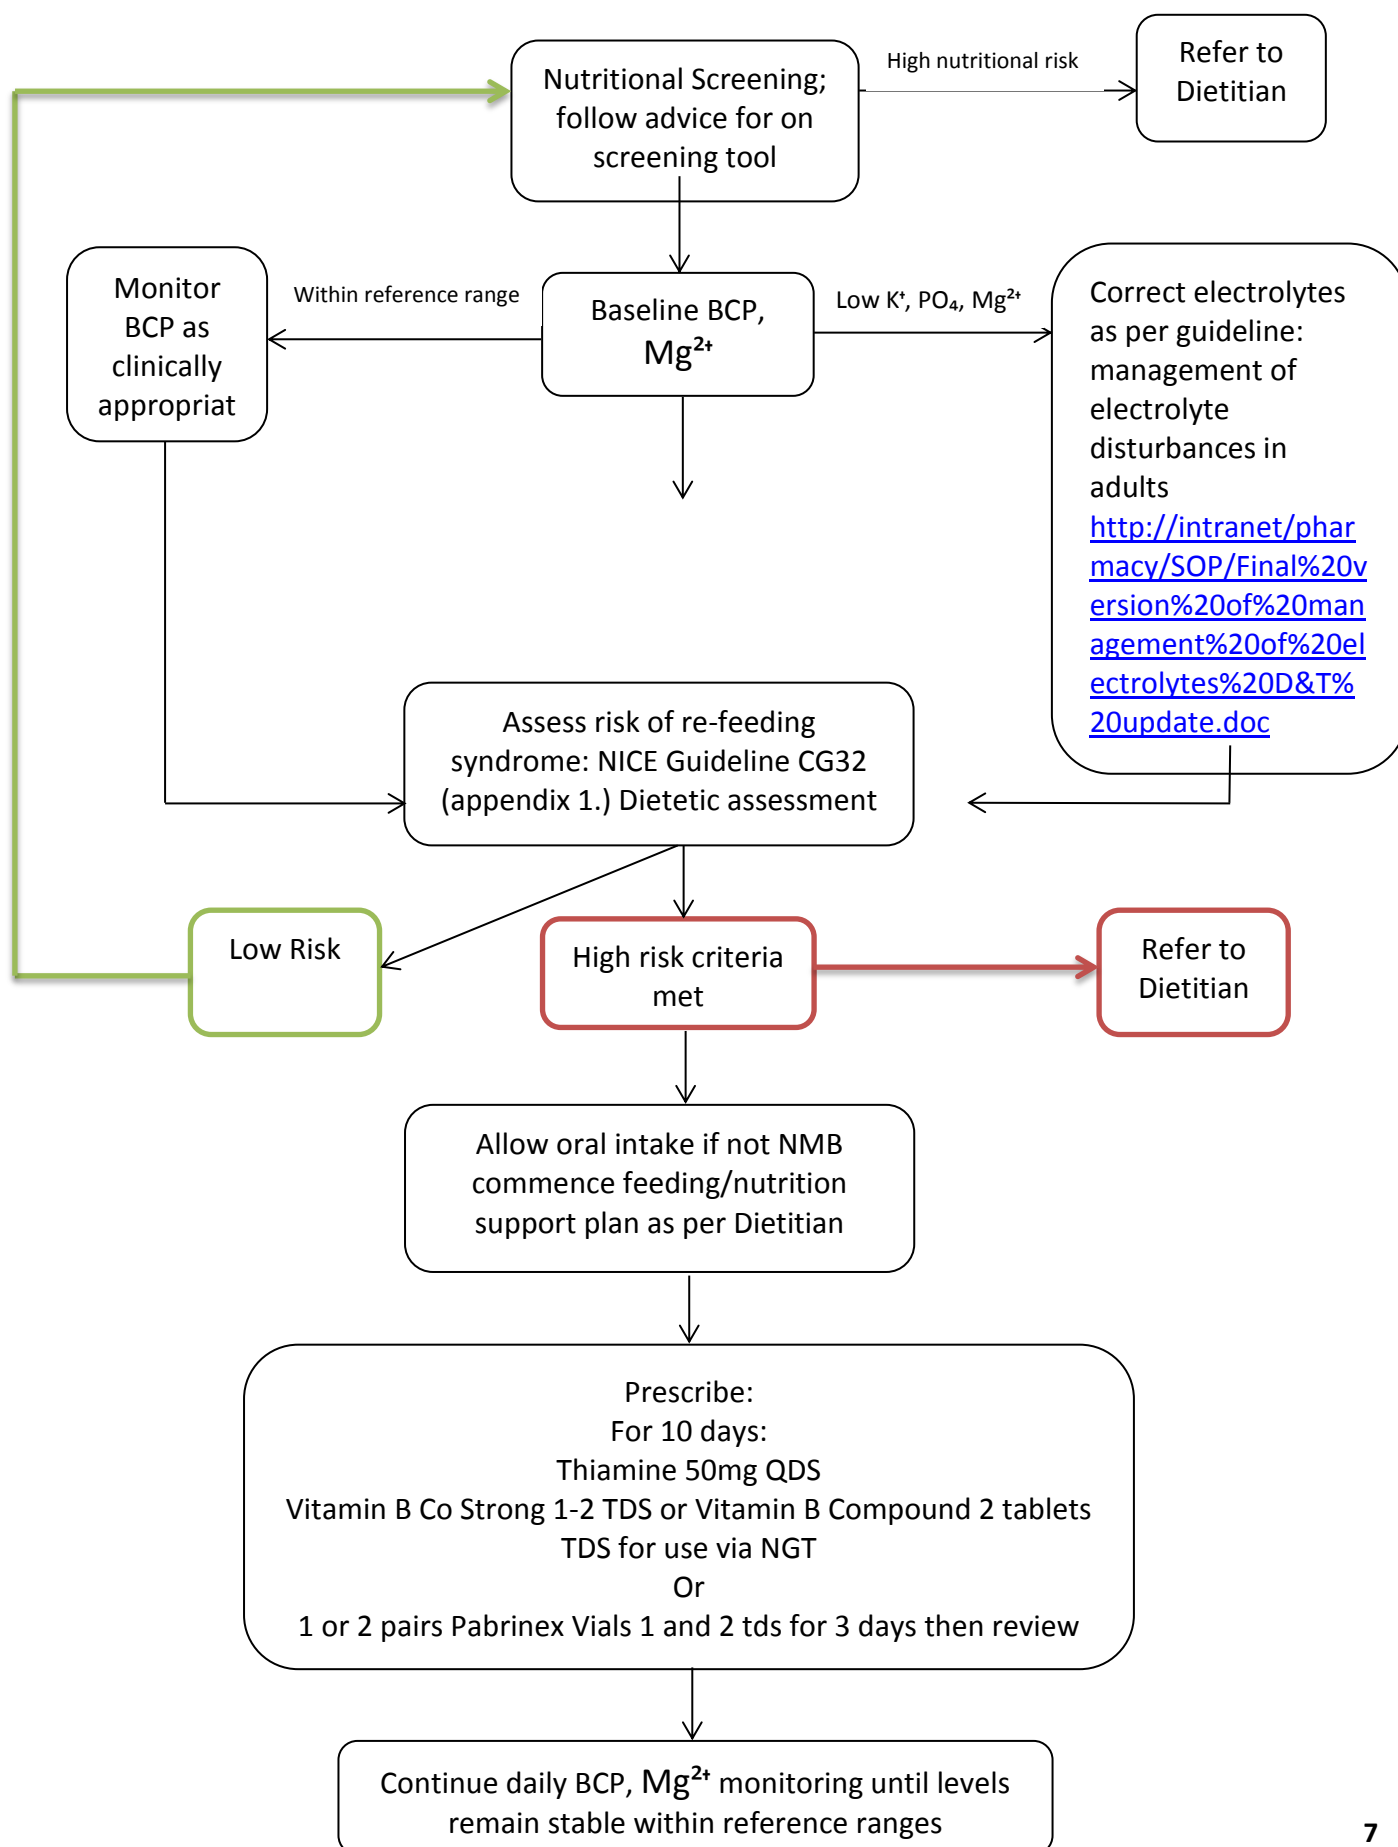 Nutritional Screening;
follow advice for on
screening tool
High nutritional risk
Refer to
Dietitian
Monitor
BCP as
clinically
appropriat
Within reference range
Baseline BCP,
Mg²⁺
Low K⁺, PO₄, Mg²⁺
Correct electrolytes
as per guideline:
management of
electrolyte
disturbances in
adults
http://intranet/phar
macy/SOP/Final%20v
ersion%20of%20man
agement%20of%20el
ectrolytes%20D&T%
20update.doc
Assess risk of re-feeding
syndrome: NICE Guideline CG32
(appendix 1.) Dietetic assessment
Low Risk
High risk criteria
met
Refer to
Dietitian
Allow oral intake if not NMB
commence feeding/nutrition
support plan as per Dietitian
Prescribe:
For 10 days:
Thiamine 50mg QDS
Vitamin B Co Strong 1-2 TDS or Vitamin B Compound 2 tablets
TDS for use via NGT
Or
1 or 2 pairs Pabrinex Vials 1 and 2 tds for 3 days then review
Continue daily BCP, Mg²⁺ monitoring until levels
remain stable within reference ranges
7